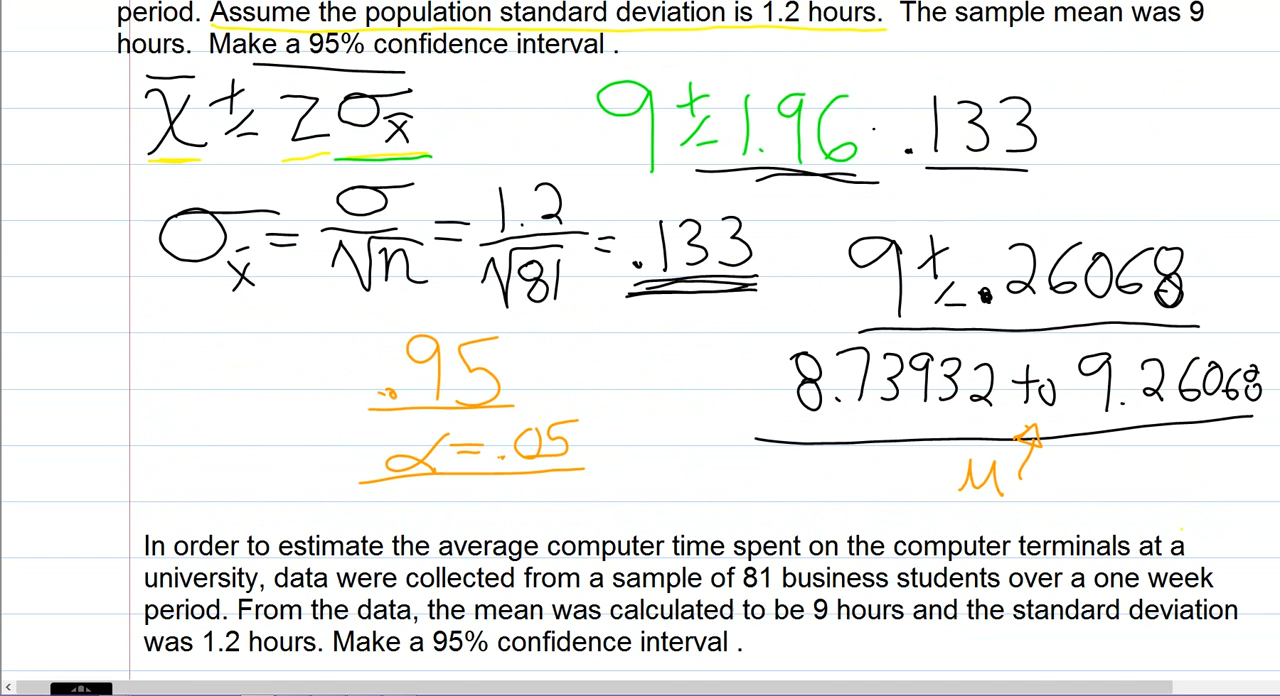 period. Assume the population standard deviation is 1.2 hours. The sample mean was 9
hours. Make a 95% confidence interval .
x̄ ± zσx̄
9 ± 1.96 · .133
σx̄ = σ/√n = 1.2/√81 = .133
9 ± .26068
.95
8.73932 to 9.26068
α = .05
μ
In order to estimate the average computer time spent on the computer terminals at a
university, data were collected from a sample of 81 business students over a one week
period. From the data, the mean was calculated to be 9 hours and the standard deviation
was 1.2 hours. Make a 95% confidence interval .